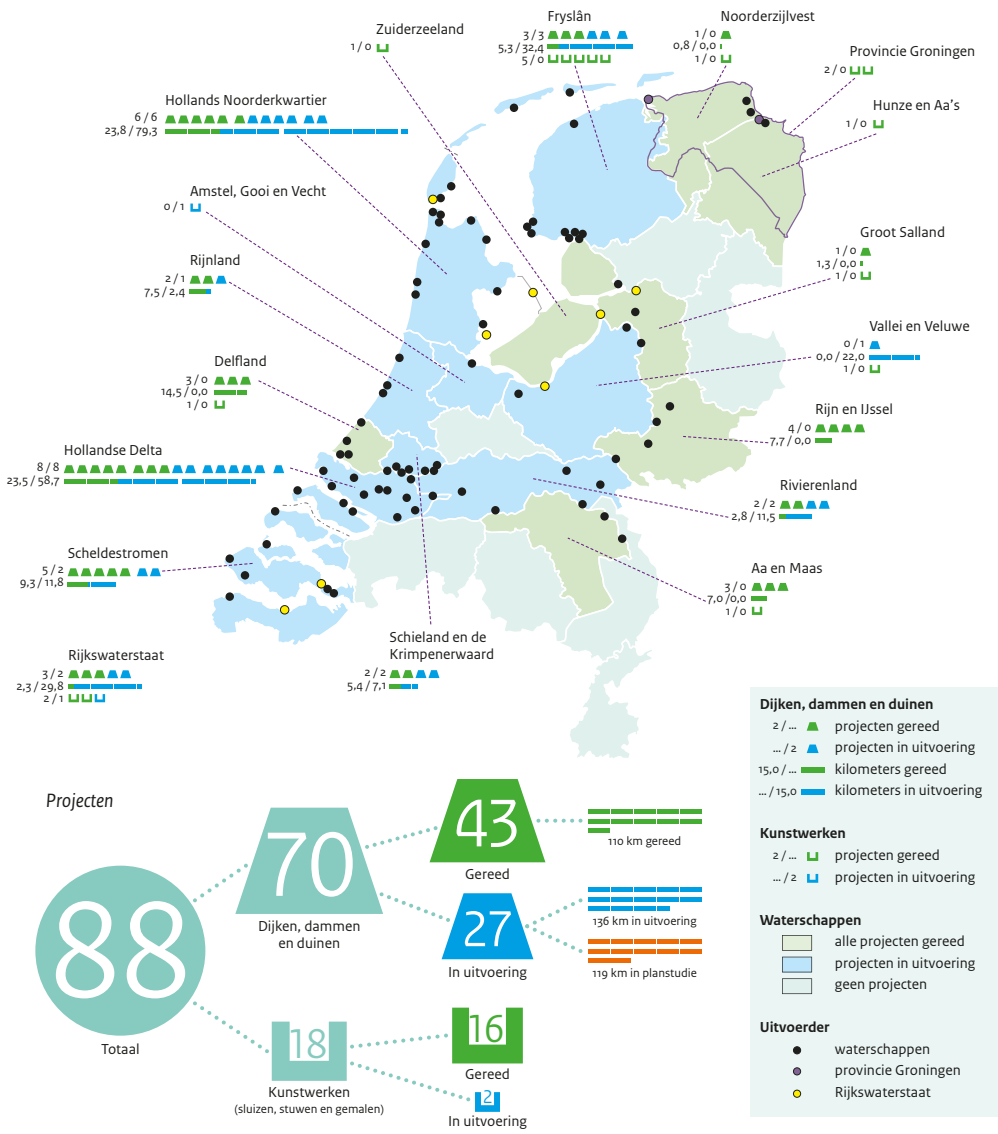 Zuiderzeeland
1/0
Fryslân
3/3
5,3/32,4
5/0
Noorderzijlvest
1/0
0,8/0,0
1/0
Provincie Groningen
2/0
Hunze en Aa's
1/0
Hollands Noorderkwartier
6/6
23,8/79,3
Amstel, Gooi en Vecht
0/1
Rijnland
2/1
7,5/2,4
Groot Salland
1/0
1,3/0,0
1/0
Vallei en Veluwe
0/1
0,0/22,0
1/0
Delfland
3/0
14,5/0,0
1/0
Rijn en IJssel
4/0
7,7/0,0
Hollandse Delta
8/8
23,5/58,7
Rivierenland
2/2
2,8/11,5
Scheldestromen
5/2
9,3/11,8
Aa en Maas
3/0
7,0/0,0
1/0
Schieland en de
Krimpenerwaard
2/2
5,4/7,1
Rijkswaterstaat
3/2
2,3/29,8
2/1
Dijken, dammen en duinen
2/... projecten gereed
.../2 projecten in uitvoering
15,0/... kilometers gereed
.../15,0 kilometers in uitvoering
Kunstwerken
2/... projecten gereed
.../2 projecten in uitvoering
Waterschappen
alle projecten gereed
projecten in uitvoering
geen projecten
Uitvoerder
waterschappen
provincie Groningen
Rijkswaterstaat
Projecten
88
Totaal
70
Dijken, dammen
en duinen
43
Gereed
110 km gereed
27
In uitvoering
136 km in uitvoering
119 km in planstudie
18
Kunstwerken
(sluizen, stuwen en gemalen)
16
Gereed
2
In uitvoering